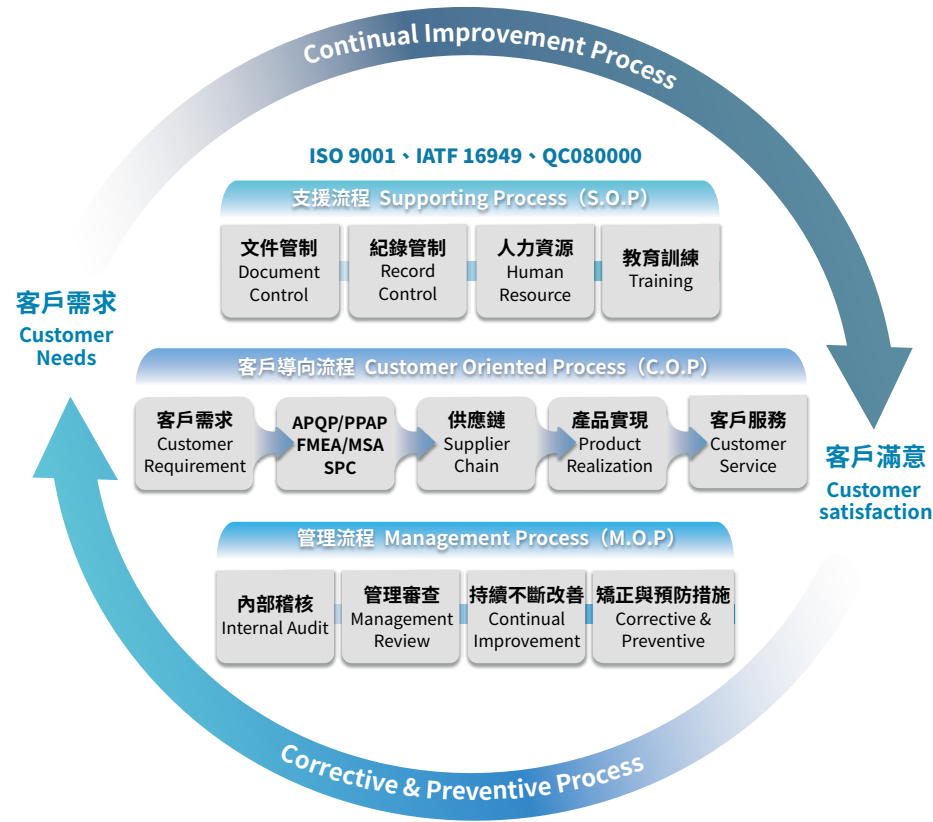 Continual Improvement Process
ISO 9001、IATF 16949、QC080000
支援流程 Supporting Process（S.O.P）
文件管制
Document
Control
紀錄管制
Record
Control
人力資源
Human
Resource
教育訓練
Training
客戶需求
Customer
Needs
客戶導向流程 Customer Oriented Process（C.O.P）
客戶需求
Customer
Requirement
APQP/PPAP
FMEA/MSA
SPC
供應鏈
Supplier
Chain
產品實現
Product
Realization
客戶服務
Customer
Service
客戶滿意
Customer
satisfaction
管理流程 Management Process（M.O.P）
內部稽核
Internal Audit
管理審查
Management
Review
持續不斷改善
Continual
Improvement
矯正與預防措施
Corrective &
Preventive
Corrective & Preventive Process